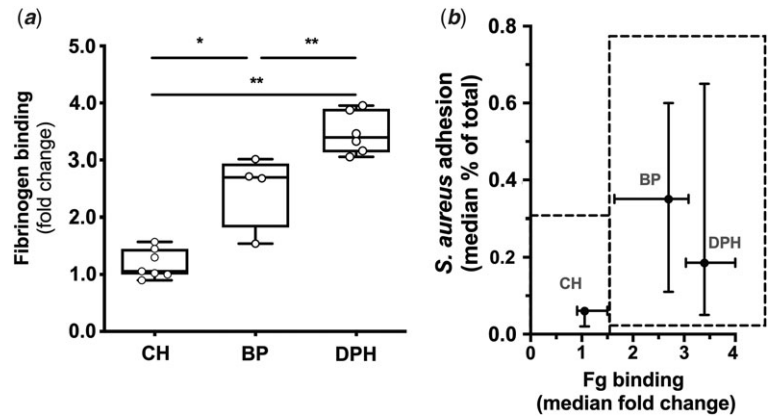 (a)
Fibrinogen binding
(fold change)
5.0
4.0
3.0
2.0
1.0
0.0
*
**
**
CH
BP
DPH
(b)
S. aureus adhesion
(median % of total)
0.8
0.6
0.4
0.2
0.0
BP
DPH
CH
0
1
2
3
4
Fg binding
(median fold change)